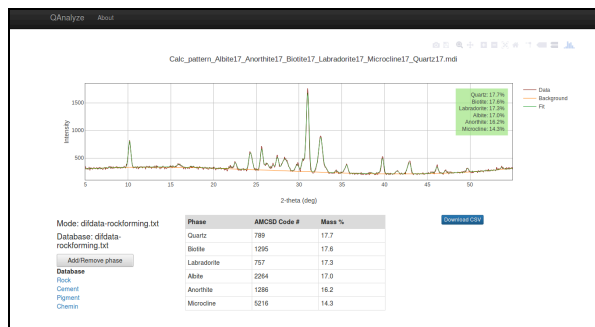 QAnalyze About
Calc_pattern_Albite17_Anorthite17_Biotite17_Labradorite17_Microcline17_Quartz17.mdi
Quartz: 17.7%
Biotite: 17.6%
Labradorite: 17.3%
Albite: 17.0%
Anorthite: 16.2%
Microcline: 14.3%
Data
Background
Fit
Intensity
1500
1000
500
5 10 15 20 25 30 35 40 45 50
2-theta (deg)
Mode: difdata-rockforming.txt
Database: difdata-
rockforming.txt
Add/Remove phase
Database
Rock
Cement
Pigment
Chemin
Phase AMCSD Code # Mass %
Quartz 789 17.7
Biotite 1295 17.6
Labradorite 757 17.3
Albite 2264 17.0
Anorthite 1286 16.2
Microcline 5216 14.3
Download CSV